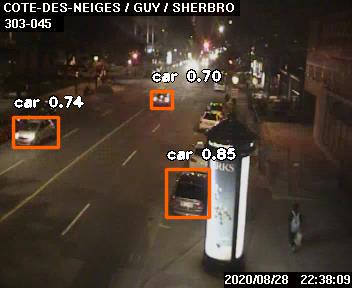 COTE-DES-NEIGES / GUY / SHERBRO
303-045
car 0.70
car 0.74
car 0.85
2020/08/28 22:38:09